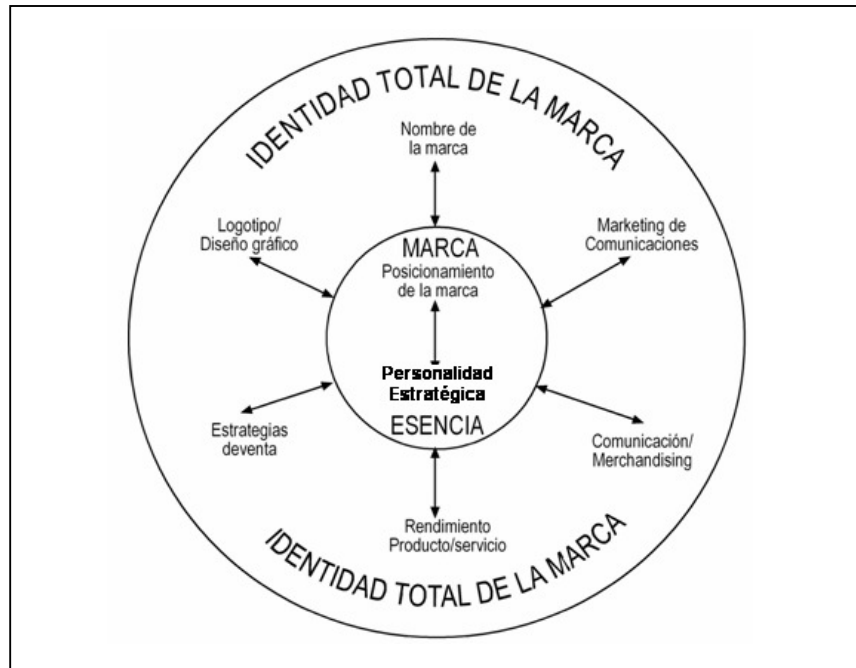 IDENTIDAD TOTAL DE LA MARCA
Nombre de
la marca
Logotipo/
Diseño gráfico
Marketing de
Comunicaciones
MARCA
Posicionamiento
de la marca
Personalidad
Estratégica
ESENCIA
Estrategias
deventa
Comunicación/
Merchandising
Rendimiento
Producto/servicio
IDENTIDAD TOTAL DE LA MARCA